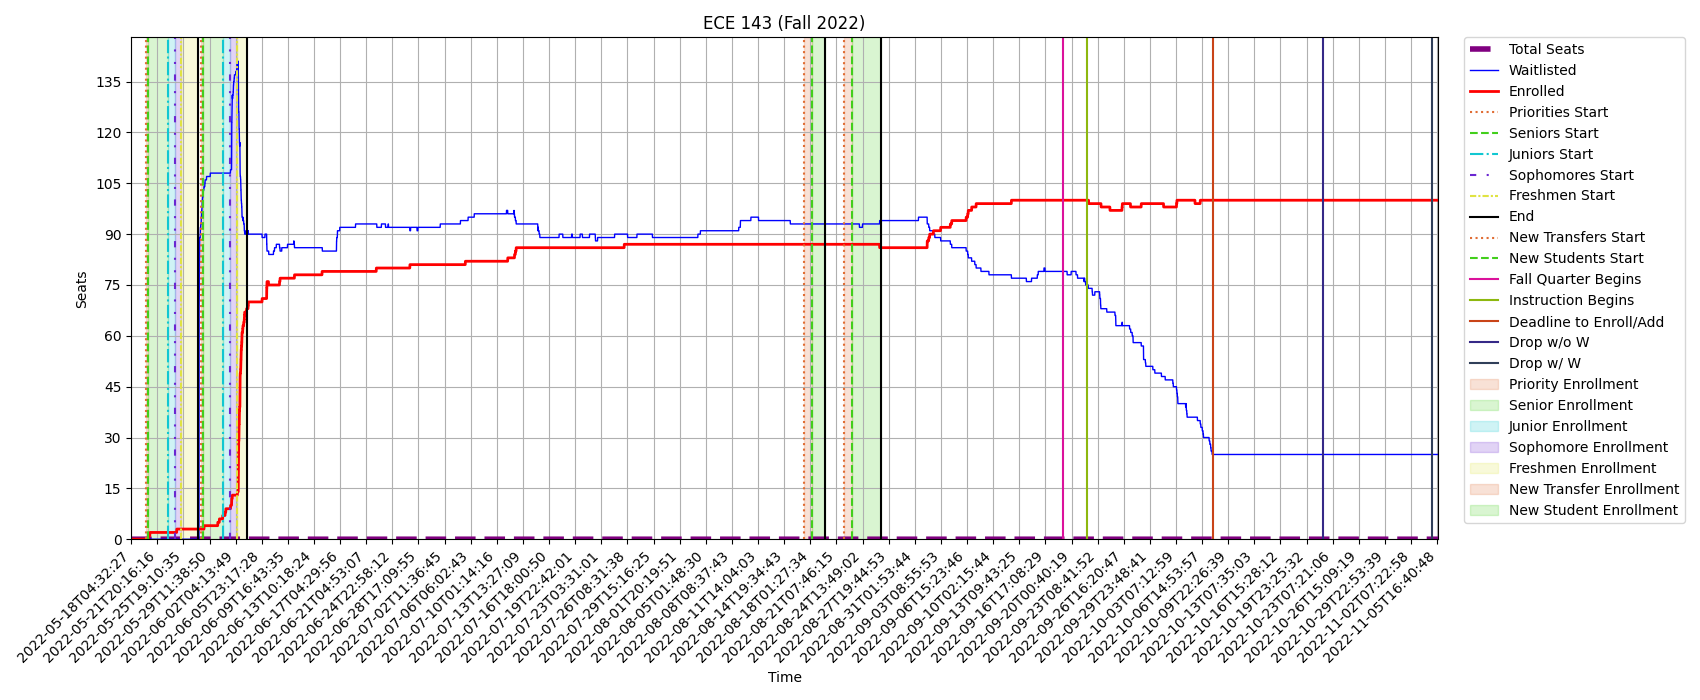 ECE 143 (Fall 2022)
Seats
135
120
105
90
75
60
45
30
15
0
2022-05-18T04:32:27
2022-05-21T20:16:16
2022-05-25T19:10:35
2022-05-29T11:38:50
2022-06-02T04:13:49
2022-06-05T23:17:28
2022-06-09T16:43:35
2022-06-13T10:18:24
2022-06-17T04:29:56
2022-06-21T04:53:07
2022-06-24T22:58:12
2022-06-28T17:09:55
2022-07-02T11:36:45
2022-07-06T06:02:43
2022-07-10T01:14:16
2022-07-13T13:27:09
2022-07-16T18:00:50
2022-07-19T22:42:01
2022-07-23T03:31:01
2022-07-26T08:31:38
2022-07-29T15:16:25
2022-08-01T20:19:51
2022-08-05T01:48:30
2022-08-08T08:37:43
2022-08-11T14:04:03
2022-08-14T19:34:43
2022-08-18T01:27:34
2022-08-21T07:46:15
2022-08-24T13:49:02
2022-08-27T19:44:53
2022-08-31T01:53:44
2022-09-03T08:55:53
2022-09-06T15:23:46
2022-09-10T02:15:44
2022-09-13T09:43:25
2022-09-16T17:08:29
2022-09-20T00:40:19
2022-09-23T08:41:52
2022-09-26T16:20:47
2022-09-29T23:48:41
2022-10-03T07:12:59
2022-10-06T14:53:57
2022-10-09T22:26:39
2022-10-13T07:35:03
2022-10-16T15:28:12
2022-10-19T23:25:32
2022-10-23T07:21:06
2022-10-26T15:09:19
2022-10-29T22:53:39
2022-11-02T07:22:58
2022-11-05T16:40:48
Time
Total Seats
Waitlisted
Enrolled
Priorities Start
Seniors Start
Juniors Start
Sophomores Start
Freshmen Start
End
New Transfers Start
New Students Start
Fall Quarter Begins
Instruction Begins
Deadline to Enroll/Add
Drop w/o W
Drop w/ W
Priority Enrollment
Senior Enrollment
Junior Enrollment
Sophomore Enrollment
Freshmen Enrollment
New Transfer Enrollment
New Student Enrollment